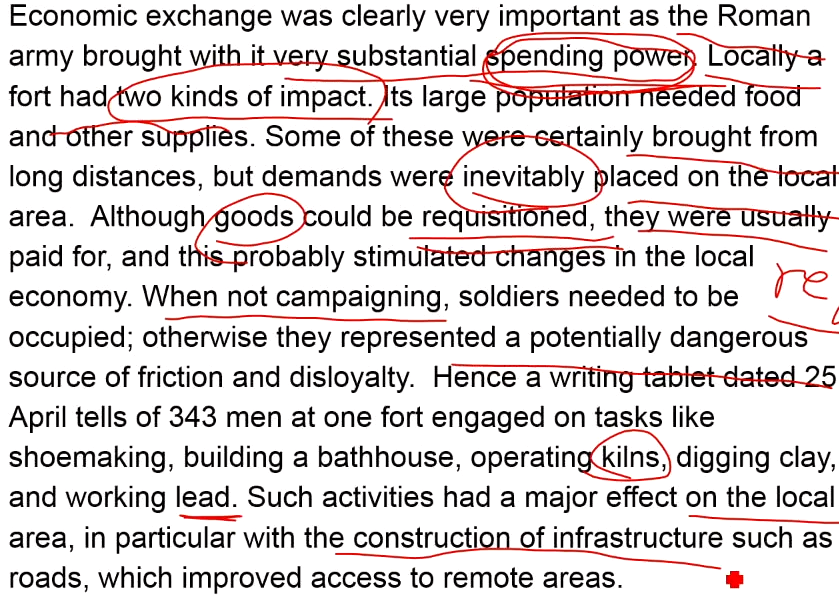 Economic exchange was clearly very important as the Roman
army brought with it very substantial spending power. Locally a
fort had two kinds of impact. Its large population needed food
and other supplies. Some of these were certainly brought from
long distances, but demands were inevitably placed on the local
area. Although goods could be requisitioned, they were usually
paid for, and this probably stimulated changes in the local
economy. When not campaigning, soldiers needed to be
re
occupied; otherwise they represented a potentially dangerous
source of friction and disloyalty. Hence a writing tablet dated 25
April tells of 343 men at one fort engaged on tasks like
shoemaking, building a bathhouse, operating kilns, digging clay,
and working lead. Such activities had a major effect on the local
area, in particular with the construction of infrastructure such as
roads, which improved access to remote areas.